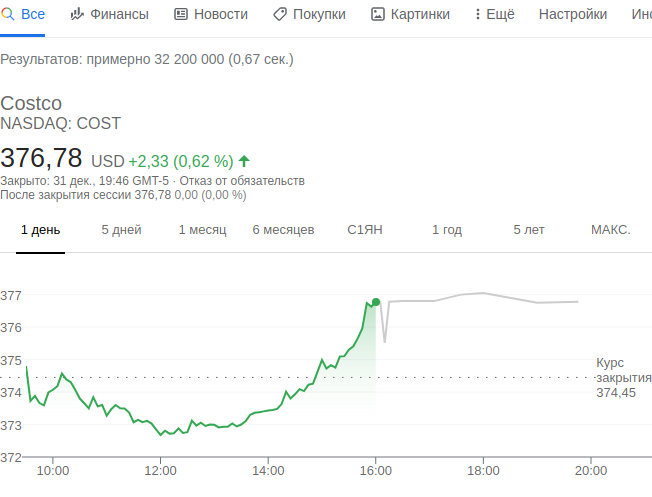 Все Финансы Новости Покупки Картинки Ещё Настройки
Результатов: примерно 32 200 000 (0,67 сек.)
Costco
NASDAQ: COST
376,78 USD +2,33 (0,62 %)
Закрыто: 31 дек., 19:46 GMT-5 · Отказ от обязательств
После закрытия сессии 376,78 0,00 (0,00 %)
1 день 5 дней 1 месяц 6 месяцев С1ЯН 1 год 5 лет МАКС.
377
376
375
374
373
372
Курс
закрытия
374,45
10:00 12:00 14:00 16:00 18:00 20:00